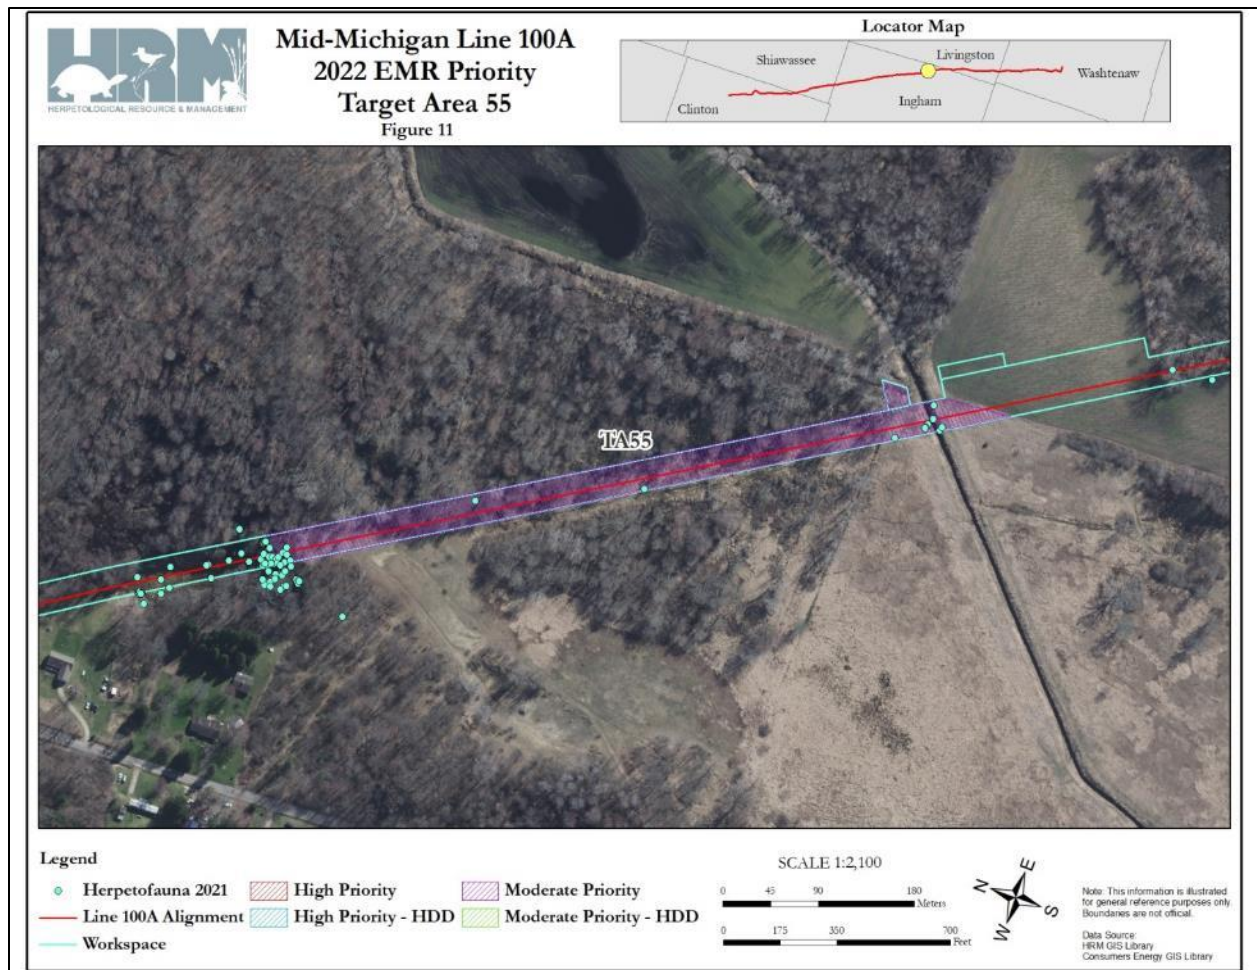 HRM
HERPETOLOGICAL RESOURCE & MANAGEMENT
Mid-Michigan Line 100A
2022 EMR Priority
Target Area 55
Figure 11
Locator Map
Shiawassee
Livingston
Washtenaw
Clinton
Ingham
TA55
Legend
Herpetofauna 2021
High Priority
Moderate Priority
Line 100A Alignment
High Priority - HDD
Moderate Priority - HDD
Workspace
SCALE 1:2,100
0 45 90 180
Meters
0 175 350 700
Feet
N E
W S
Note: This information is illustrated
for general reference purposes only.
Boundaries are not official.
Data Source:
HRM GIS Library
Consumers Energy GIS Library